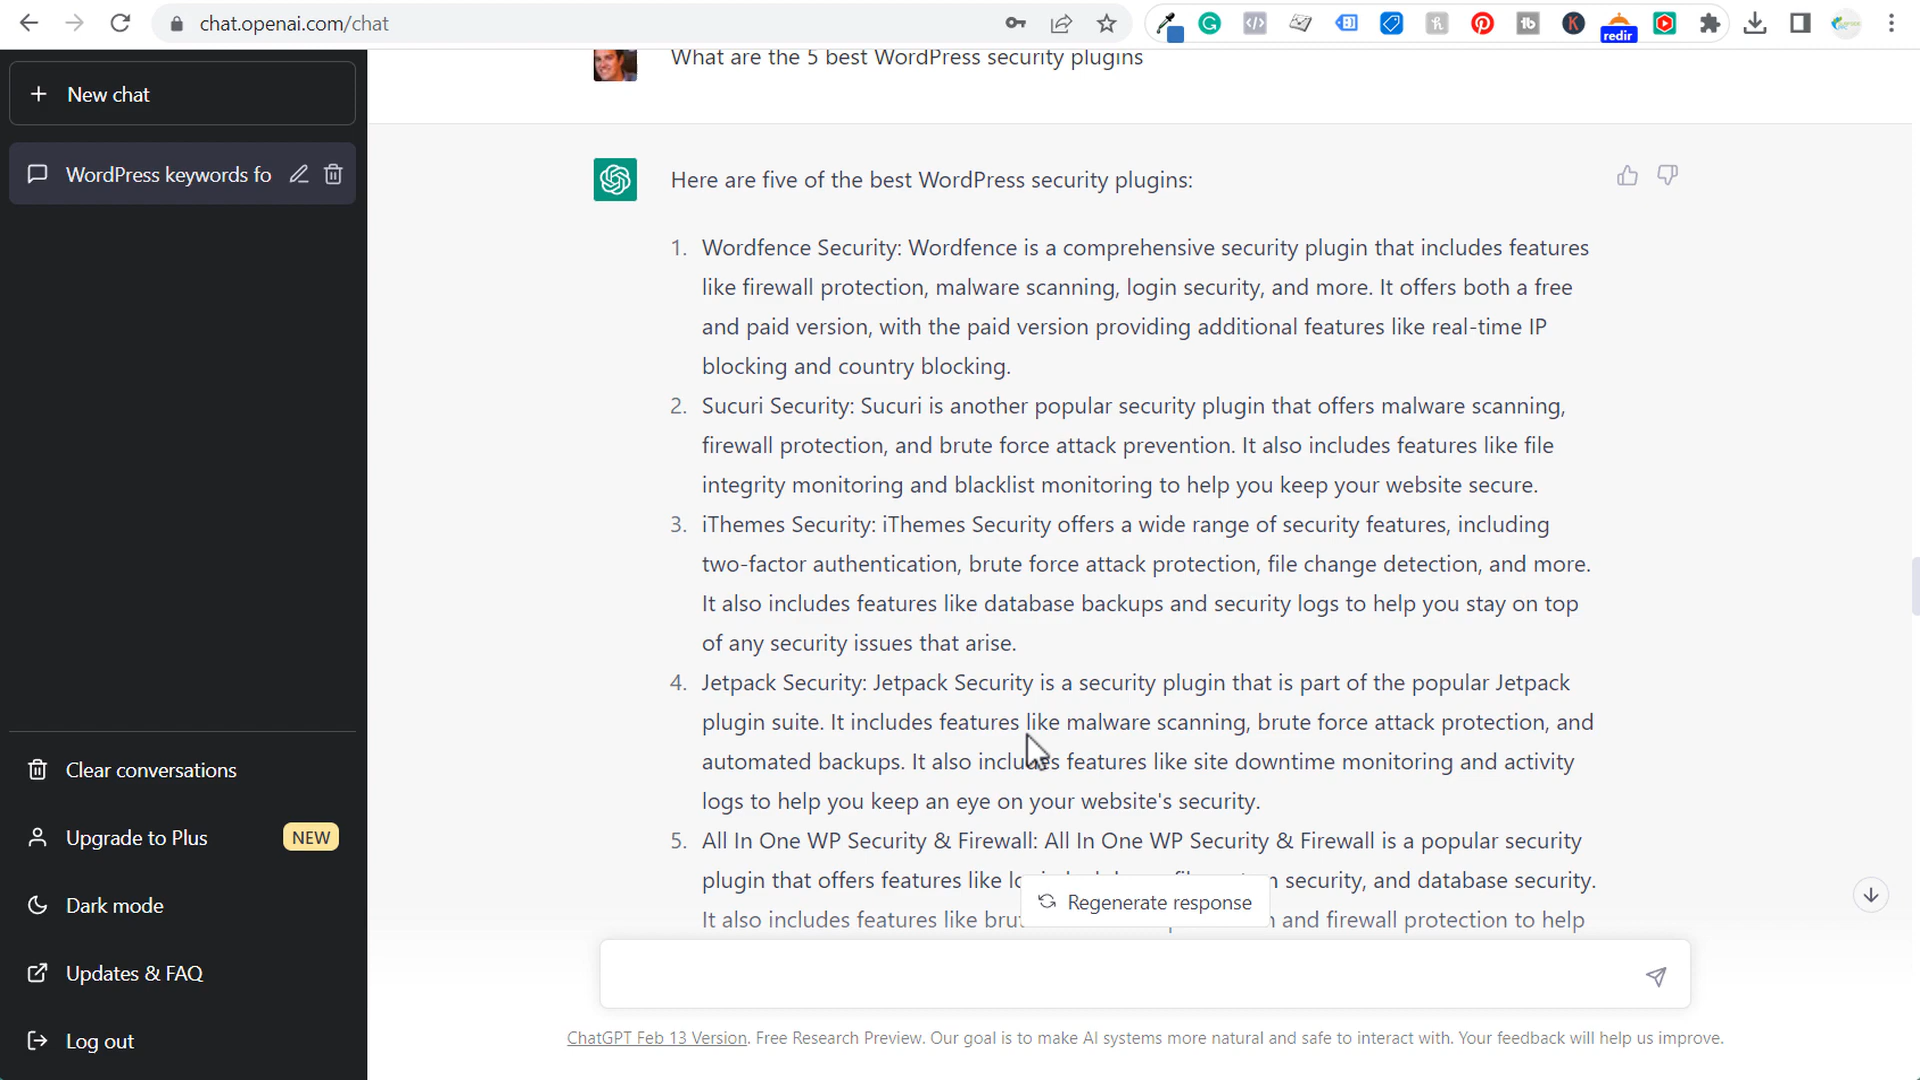 chat.openai.com/chat
redir
New chat
WordPress keywords fo
What are the 5 best WordPress security plugins
Here are five of the best WordPress security plugins:
1. Wordfence Security: Wordfence is a comprehensive security plugin that includes features
like firewall protection, malware scanning, login security, and more. It offers both a free
and paid version, with the paid version providing additional features like real-time IP
blocking and country blocking.
2. Sucuri Security: Sucuri is another popular security plugin that offers malware scanning,
firewall protection, and brute force attack prevention. It also includes features like file
integrity monitoring and blacklist monitoring to help you keep your website secure.
3. iThemes Security: iThemes Security offers a wide range of security features, including
two-factor authentication, brute force attack protection, file change detection, and more.
It also includes features like database backups and security logs to help you stay on top
of any security issues that arise.
4. Jetpack Security: Jetpack Security is a security plugin that is part of the popular Jetpack
plugin suite. It includes features like malware scanning, brute force attack protection, and
automated backups. It also includes features like site downtime monitoring and activity
logs to help you keep an eye on your website's security.
5. All In One WP Security & Firewall: All In One WP Security & Firewall is a popular security
plugin that offers features like security, and database security.
It also includes features like and firewall protection to help
Regenerate response
Clear conversations
Upgrade to Plus NEW
Dark mode
Updates & FAQ
Log out
ChatGPT Feb 13 Version. Free Research Preview. Our goal is to make AI systems more natural and safe to interact with. Your feedback will help us improve.